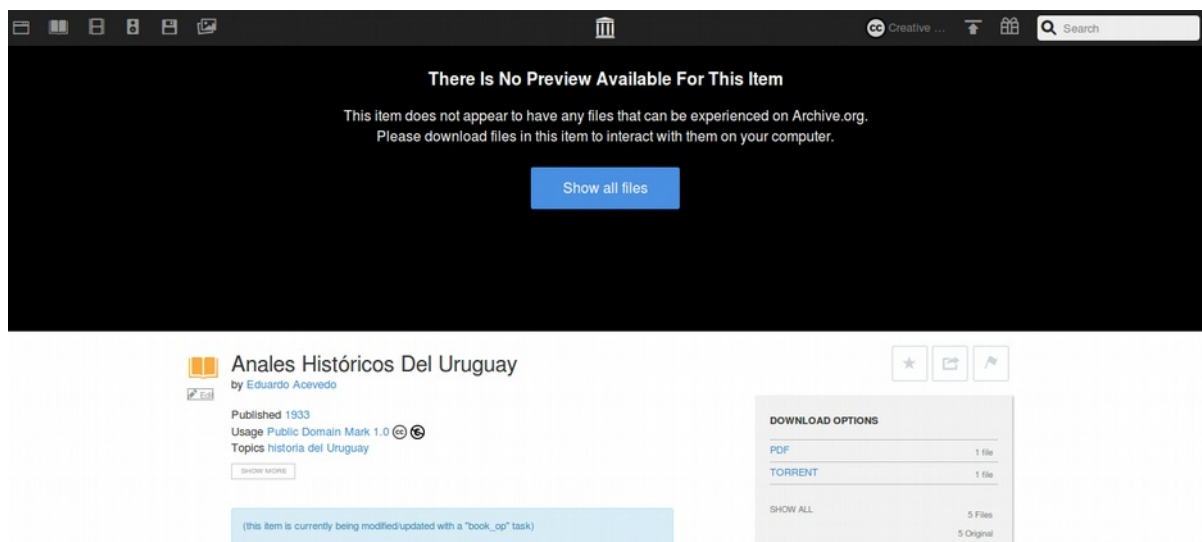 cc Creative ...
Search
There Is No Preview Available For This Item
This item does not appear to have any files that can be experienced on Archive.org.
Please download files in this item to interact with them on your computer.
Show all files
Anales Históricos Del Uruguay
by Eduardo Acevedo
Edit
Published 1933
Usage Public Domain Mark 1.0
Topics historia del Uruguay
SHOW MORE
(this item is currently being modified/updated with a "book_op" task)
DOWNLOAD OPTIONS
PDF 1 file
TORRENT 1 file
SHOW ALL 5 Files
5 Original